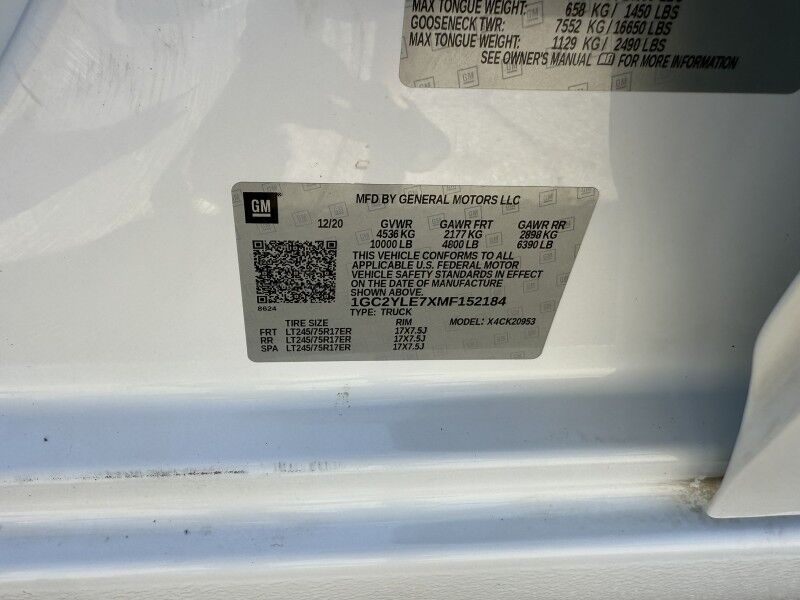 MAX TONGUE WEIGHT: 658 KG / 1450 LBS
GOOSENECK TWR: 7552 KG / 16650 LBS
MAX TONGUE WEIGHT: 1129 KG / 2490 LBS
SEE OWNER'S MANUAL FOR MORE INFORMATION
GM
MFD BY GENERAL MOTORS LLC
12/20 GVWR GAWR FRT GAWR RR
4536 KG 2177 KG 2898 KG
10000 LB 4800 LB 6390 LB
THIS VEHICLE CONFORMS TO ALL
APPLICABLE U.S. FEDERAL MOTOR
VEHICLE SAFETY STANDARDS IN EFFECT
ON THE DATE OF MANUFACTURE
SHOWN ABOVE.
8624
1GC2YLE7XMF152184
TYPE: TRUCK
TIRE SIZE RIM MODEL: X4CK20953
FRT LT245/75R17ER 17X7.5J
RR LT245/75R17ER 17X7.5J
SPA LT245/75R17ER 17X7.5J